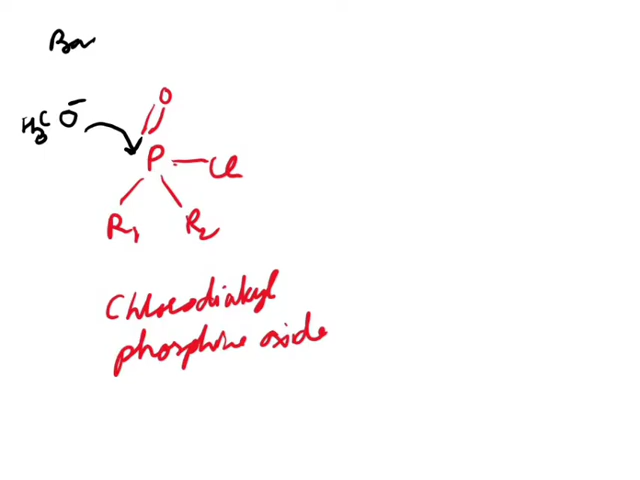 O
H3C O-
P
Cl
R1 R2
Chlorodialkyl
phosphine oxide